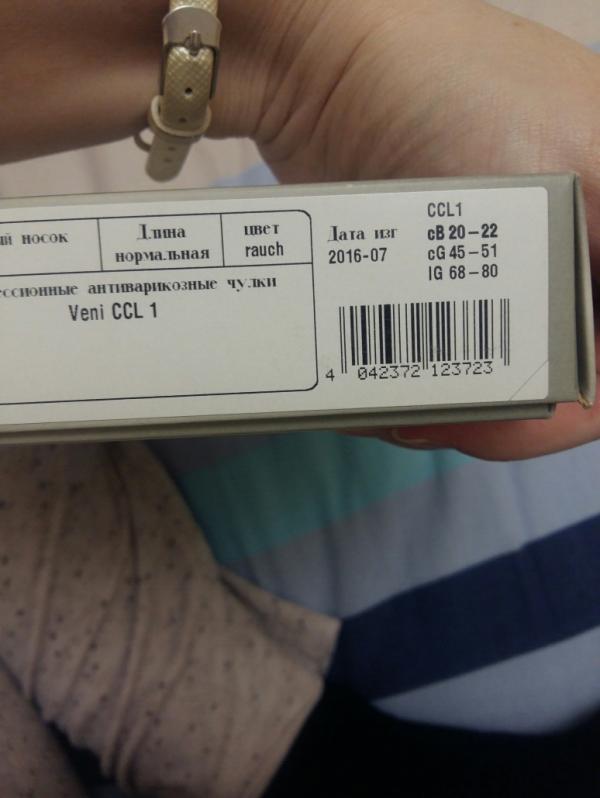 носок
Длина
нормальная
цвет
rauch
антиварикозные чулки
Veni CCL 1
Дата изг
2016-07
CCL1
cB 20–22
cG 45–51
IG 68–80
4 042372 123723